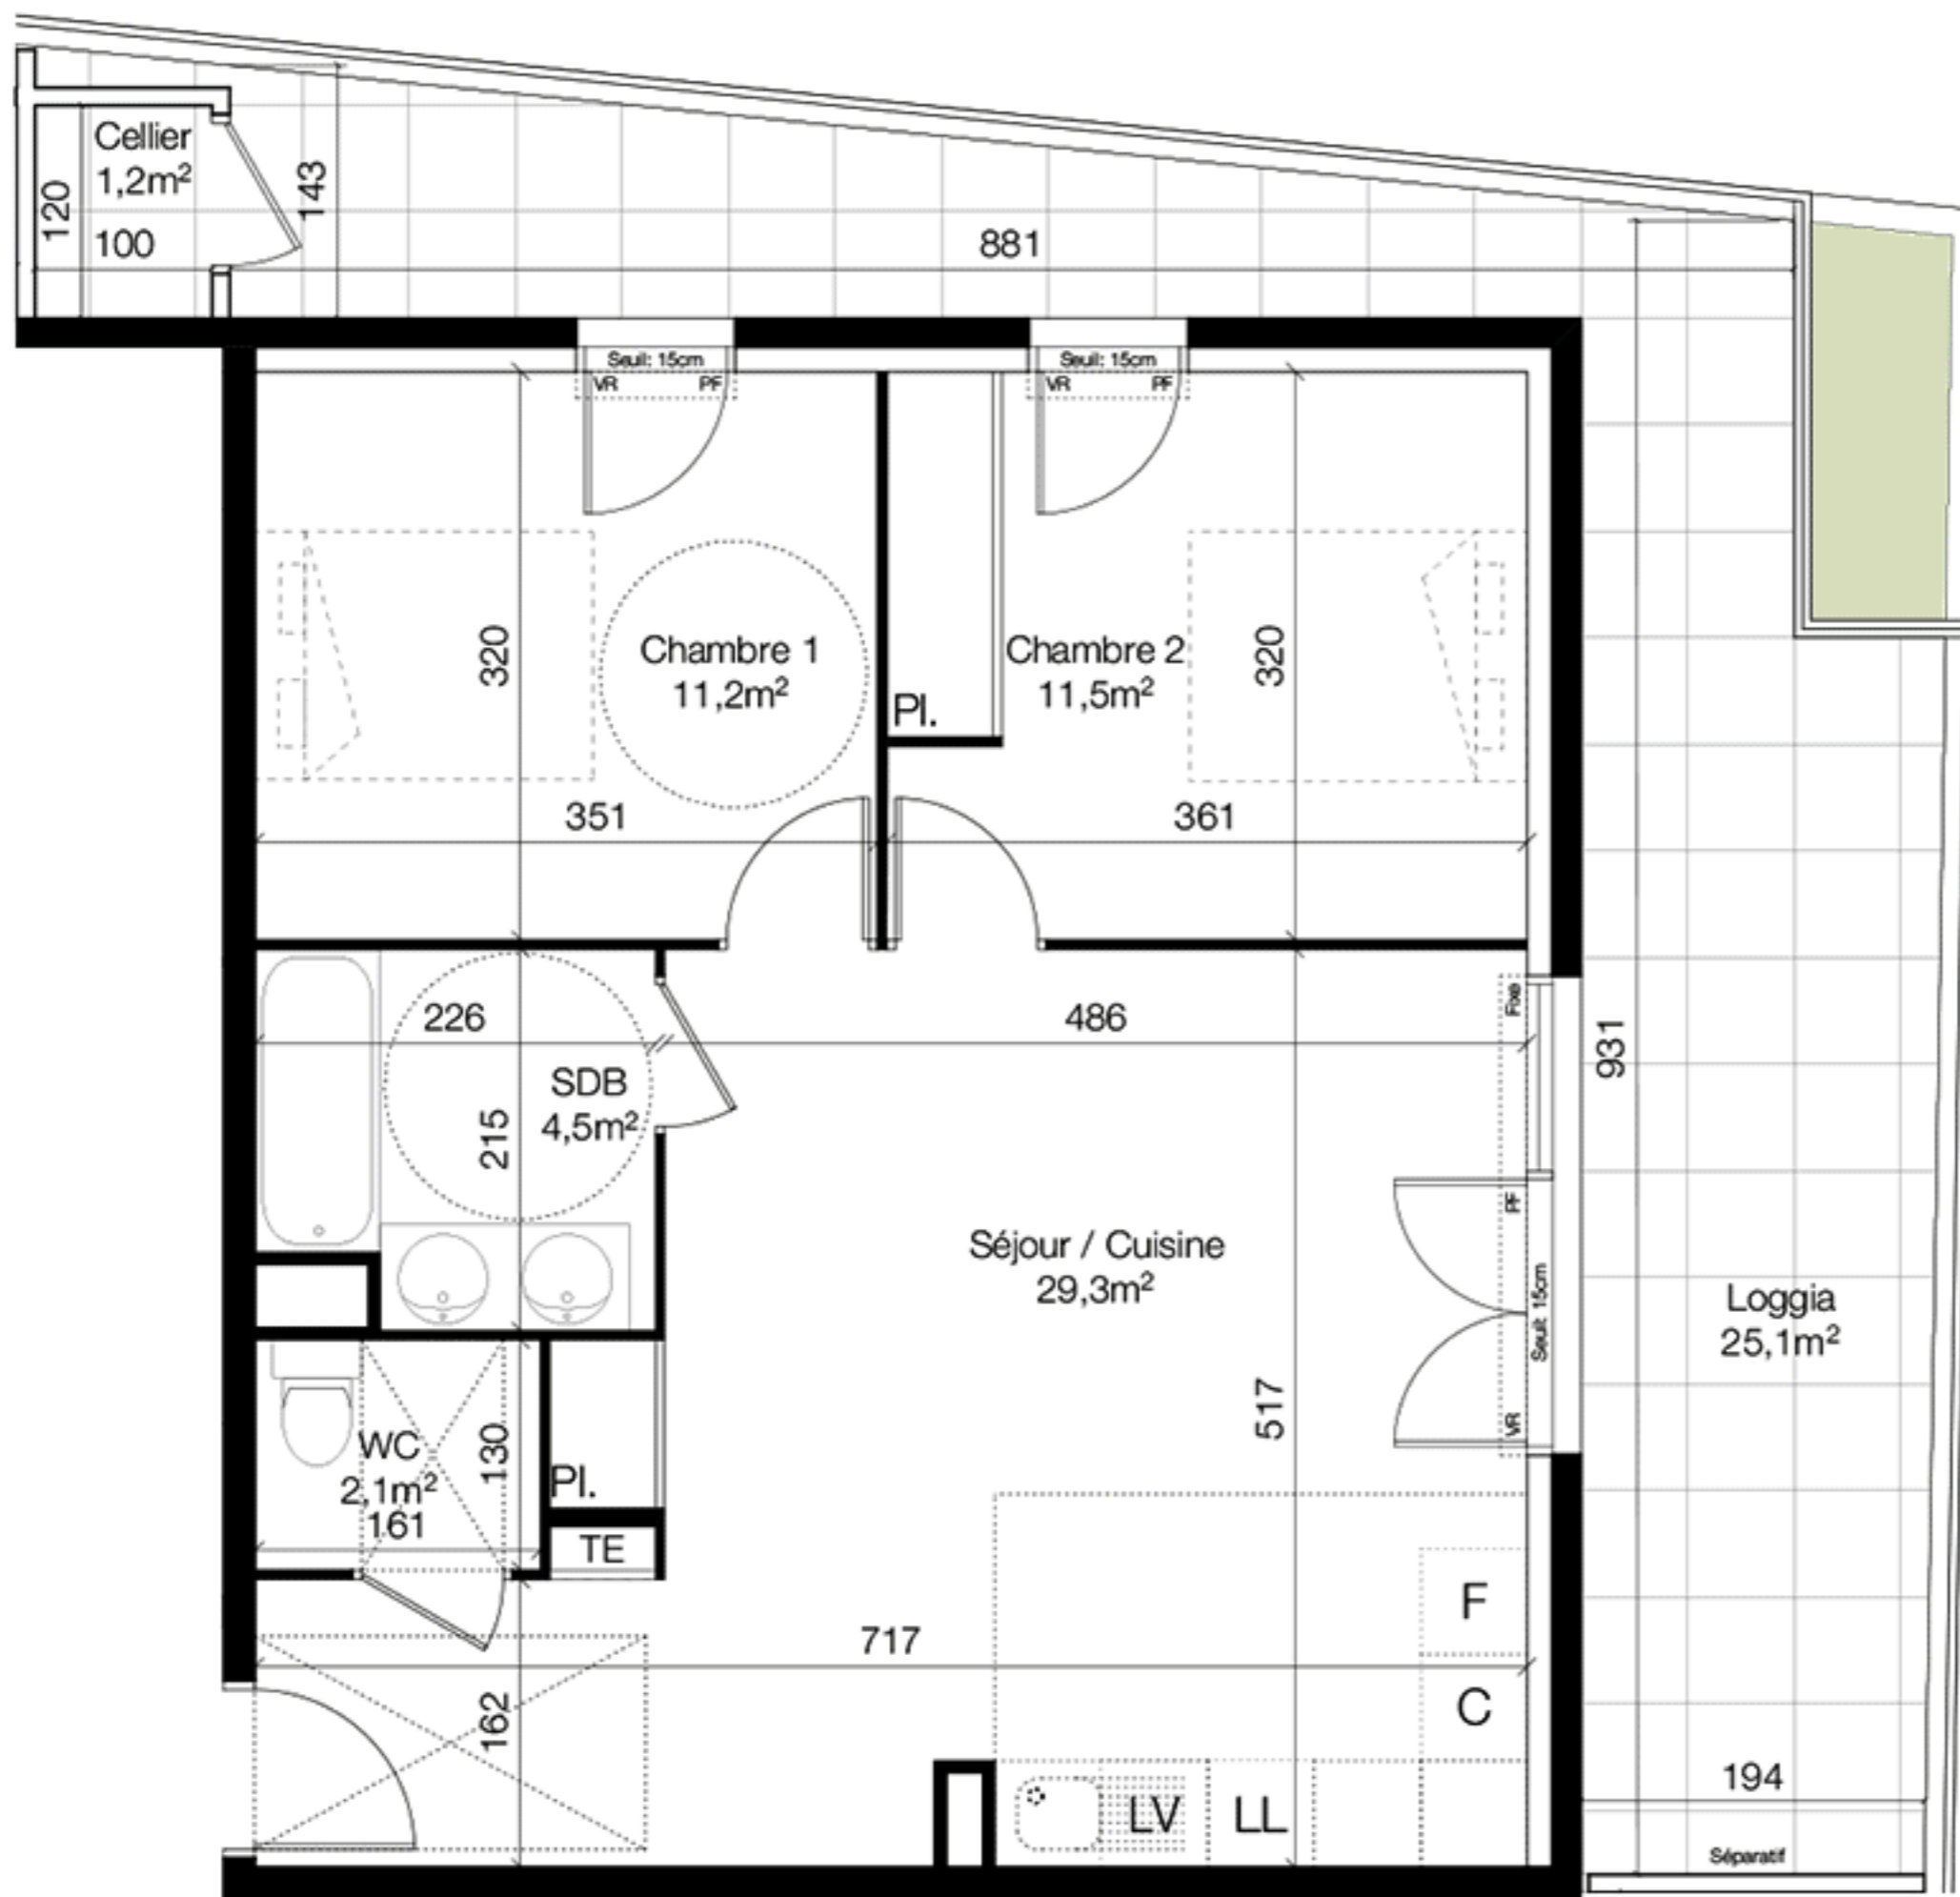 Cellier
1,2m²
120
100
143
881
Seuil: 15cm
VR PF
Seuil: 15cm
VR PF
320
Chambre 1
11,2m²
Pl.
Chambre 2
11,5m²
320
351
361
226
486
Fixe
931
SDB
4,5m²
215
PF
Séjour / Cuisine
29,3m²
Seuil: 15cm
Loggia
25,1m²
517
VR
WC
2,1m²
161
130
Pl.
TE
F
717
162
C
194
LV
LL
Séparatif